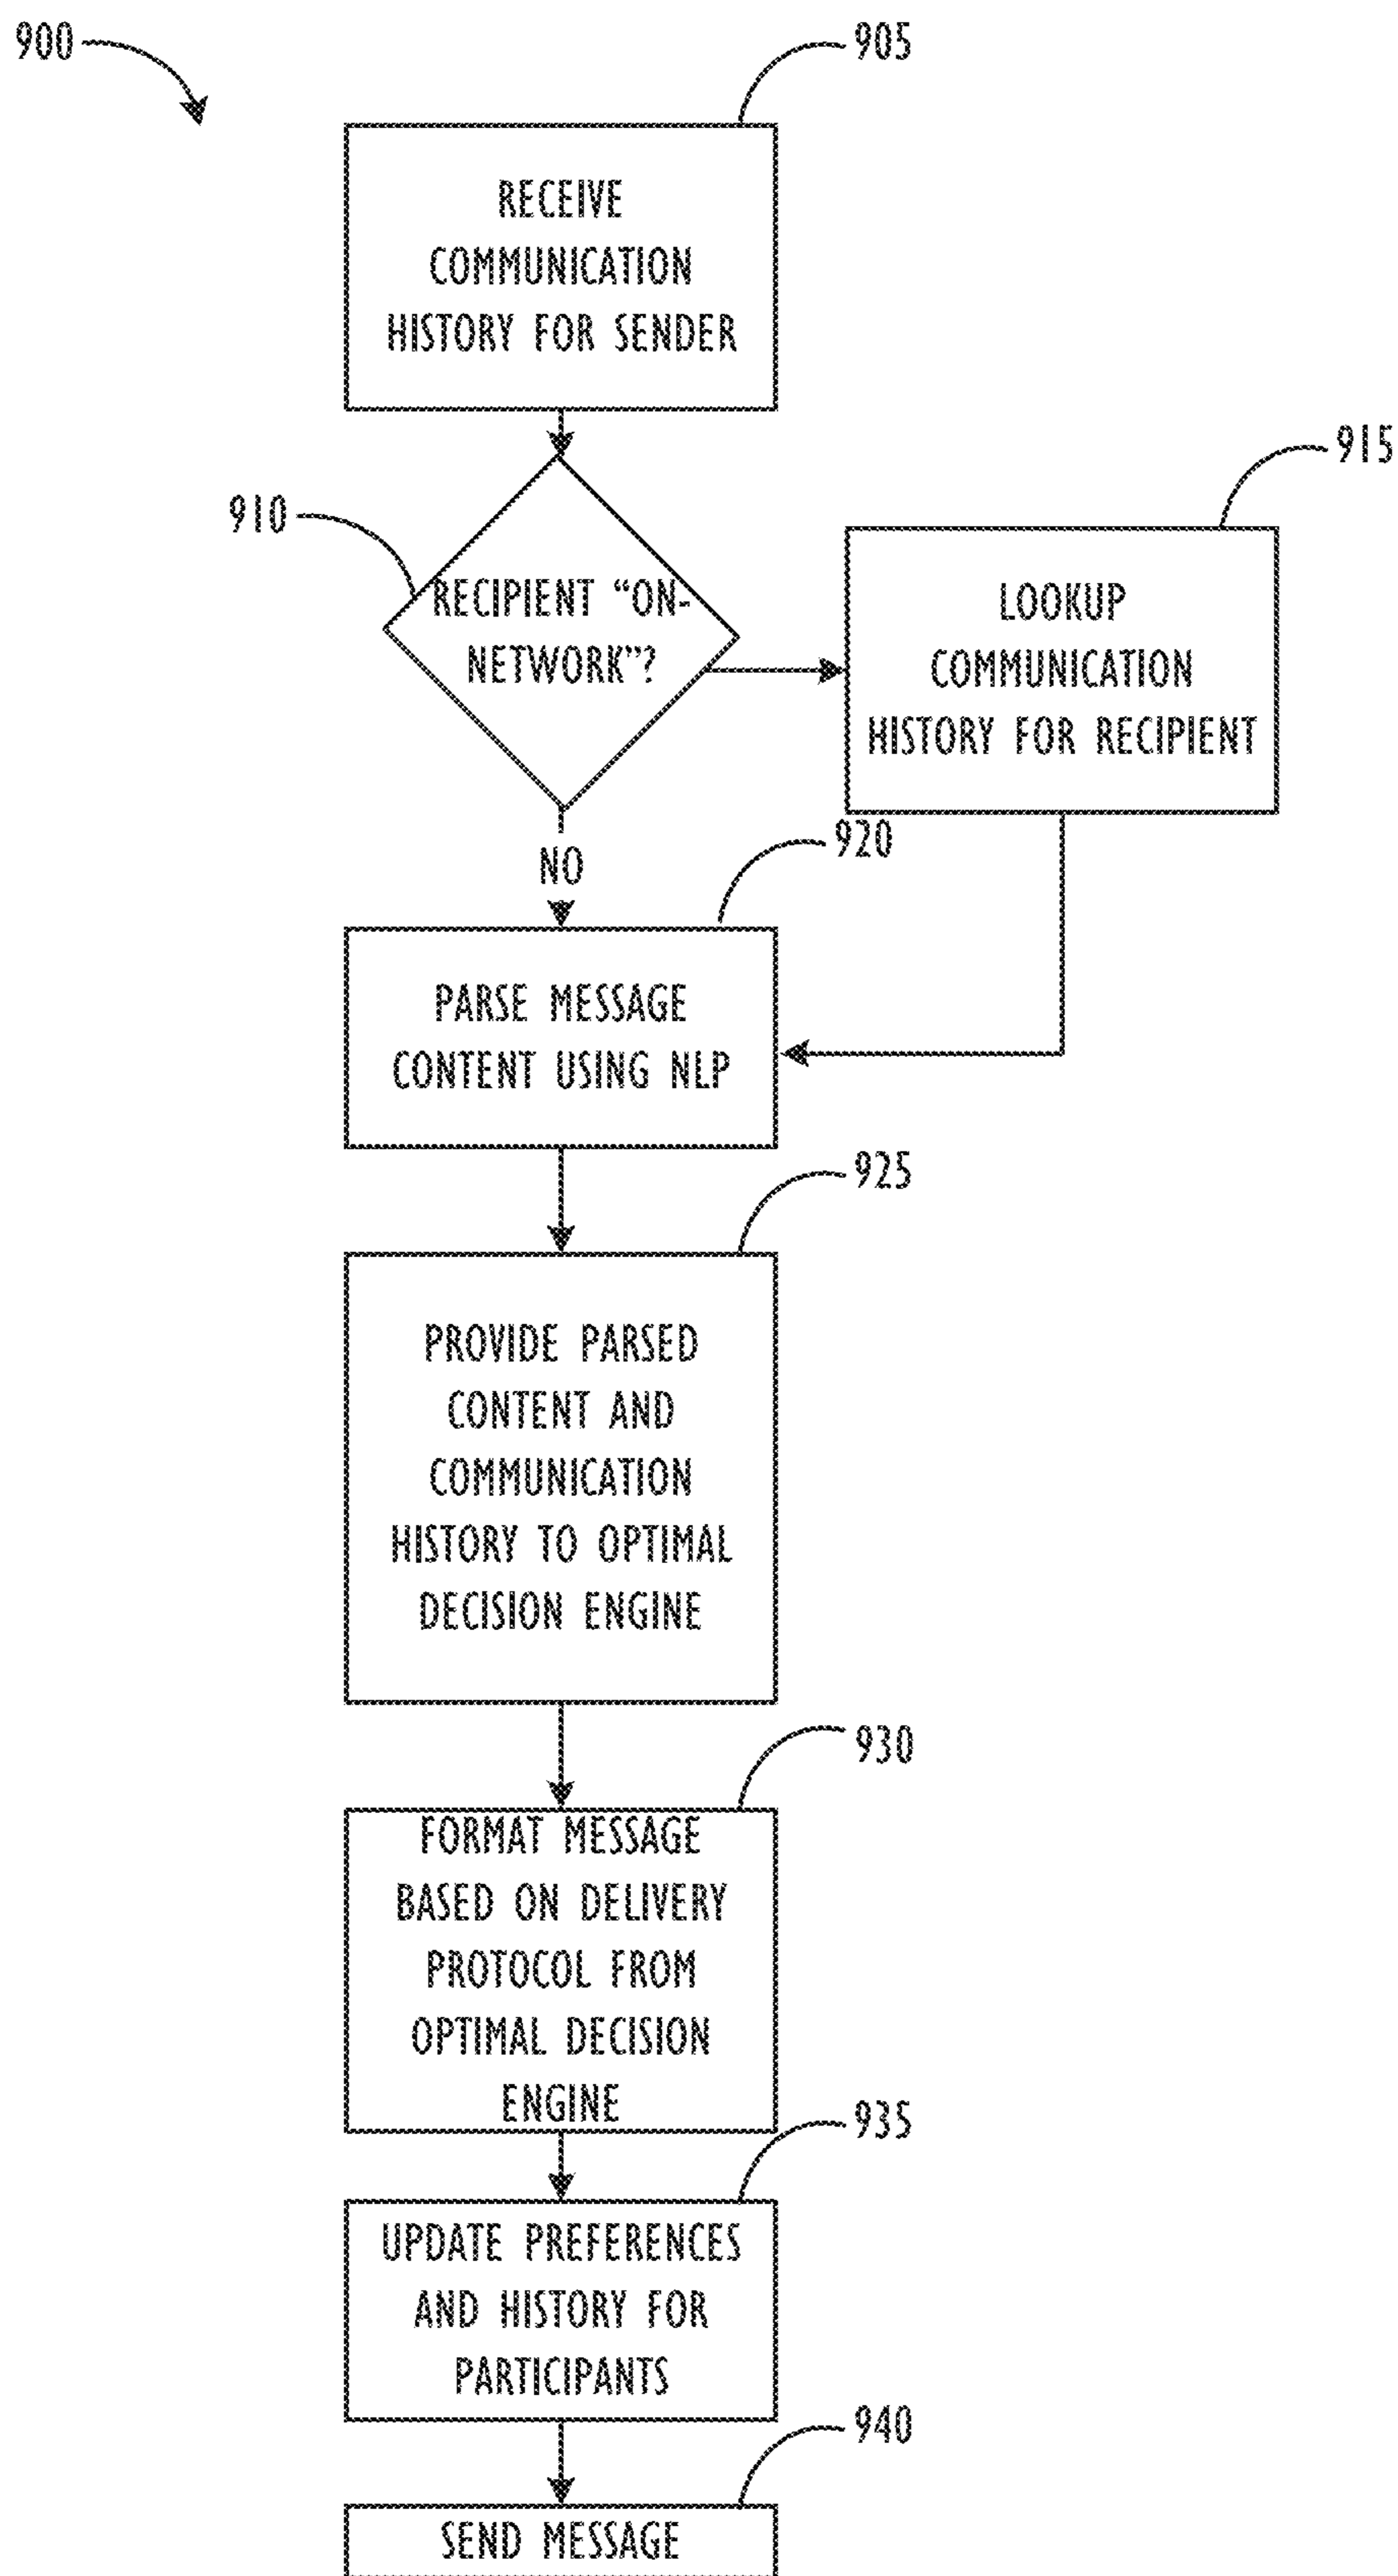 900
905
RECEIVE
COMMUNICATION
HISTORY FOR SENDER
915
910
RECIPIENT “ON-
NETWORK”?
LOOKUP
COMMUNICATION
HISTORY FOR RECIPIENT
NO
920
PARSE MESSAGE
CONTENT USING NLP
925
PROVIDE PARSED
CONTENT AND
COMMUNICATION
HISTORY TO OPTIMAL
DECISION ENGINE
930
FORMAT MESSAGE
BASED ON DELIVERY
PROTOCOL FROM
OPTIMAL DECISION
ENGINE
935
UPDATE PREFERENCES
AND HISTORY FOR
PARTICIPANTS
940
SEND MESSAGE